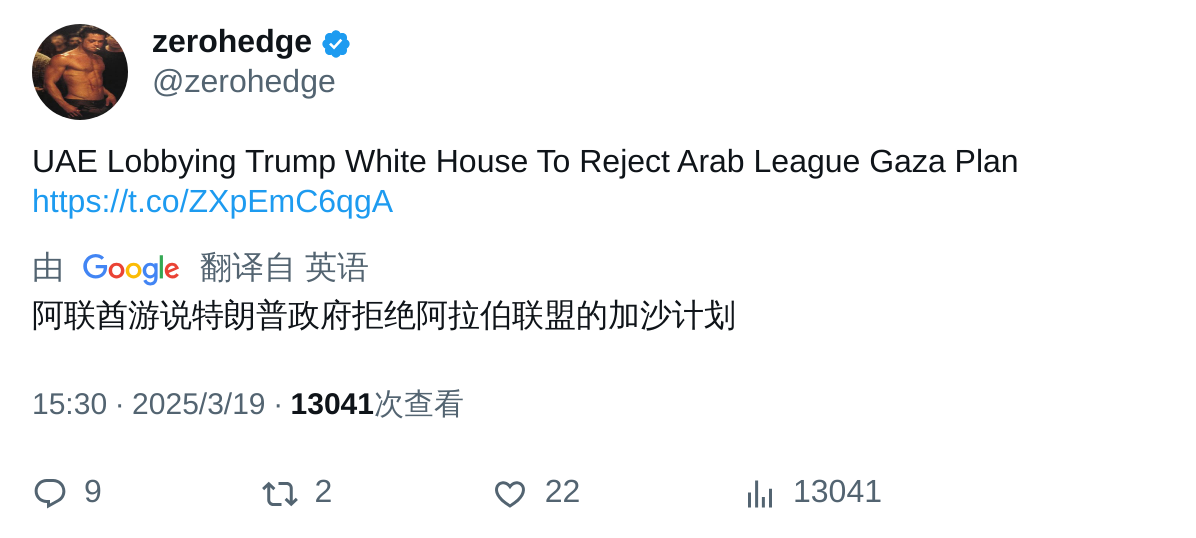 zerohedge
@zerohedge
UAE Lobbying Trump White House To Reject Arab League Gaza Plan
https://t.co/ZXpEmC6qgA
由 Google 翻译自 英语
阿联酋游说特朗普政府拒绝阿拉伯联盟的加沙计划
15:30 · 2025/3/19 · 13041次查看
9 2 22 13041